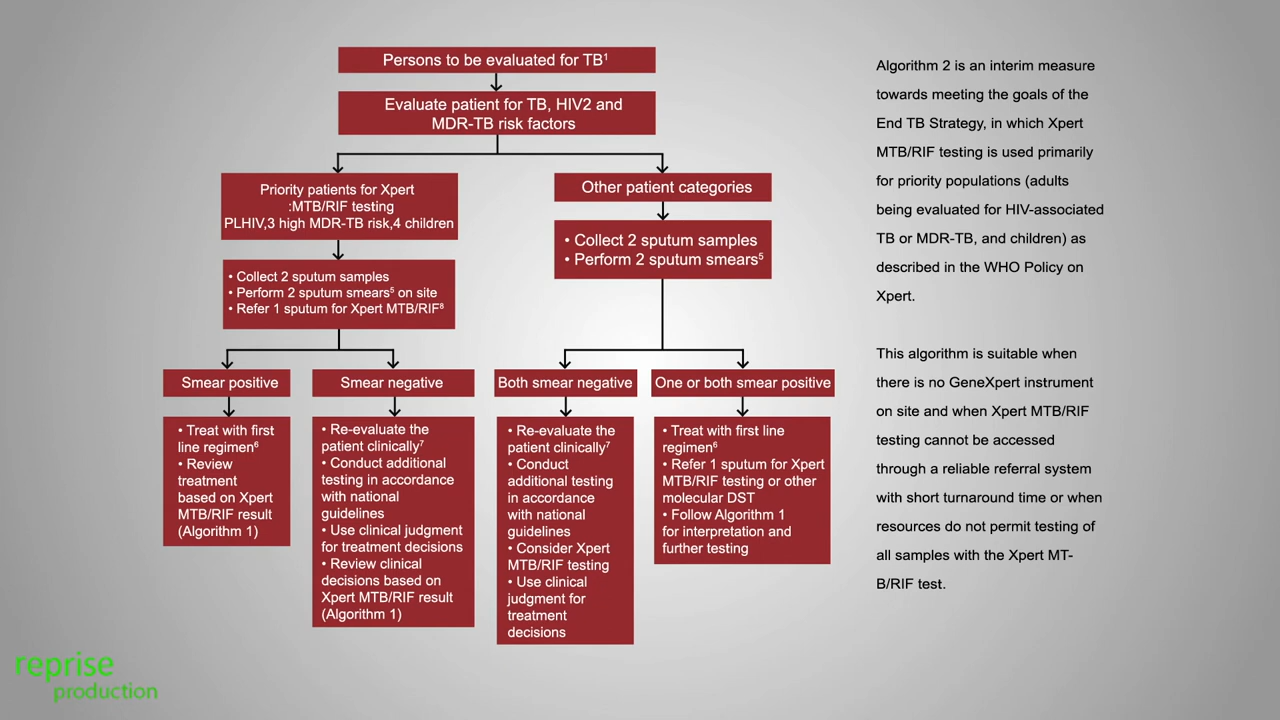 Persons to be evaluated for TB¹
Evaluate patient for TB, HIV2 and
MDR-TB risk factors
Priority patients for Xpert
:MTB/RIF testing
PLHIV,3 high MDR-TB risk,4 children
• Collect 2 sputum samples
• Perform 2 sputum smears⁵ on site
• Refer 1 sputum for Xpert MTB/RIF⁸
Other patient categories
• Collect 2 sputum samples
• Perform 2 sputum smears⁵
Smear positive
• Treat with first
line regimen⁶
• Review
treatment
based on Xpert
MTB/RIF result
(Algorithm 1)
Smear negative
• Re-evaluate the
patient clinically⁷
• Conduct additional
testing in accordance
with national
guidelines
• Use clinical judgment
for treatment decisions
• Review clinical
decisions based on
Xpert MTB/RIF result
(Algorithm 1)
Both smear negative
• Re-evaluate the
patient clinically⁷
• Conduct
additional testing
in accordance
with national
guidelines
• Consider Xpert
MTB/RIF testing
• Use clinical
judgment for
treatment
decisions
One or both smear positive
• Treat with first line
regimen⁶
• Refer 1 sputum for Xpert
MTB/RIF testing or other
molecular DST
• Follow Algorithm 1
for interpretation and
further testing
Algorithm 2 is an interim measure
towards meeting the goals of the
End TB Strategy, in which Xpert
MTB/RIF testing is used primarily
for priority populations (adults
being evaluated for HIV-associated
TB or MDR-TB, and children) as
described in the WHO Policy on
Xpert.
This algorithm is suitable when
there is no GeneXpert instrument
on site and when Xpert MTB/RIF
testing cannot be accessed
through a reliable referral system
with short turnaround time or when
resources do not permit testing of
all samples with the Xpert MT-
B/RIF test.
reprise
production